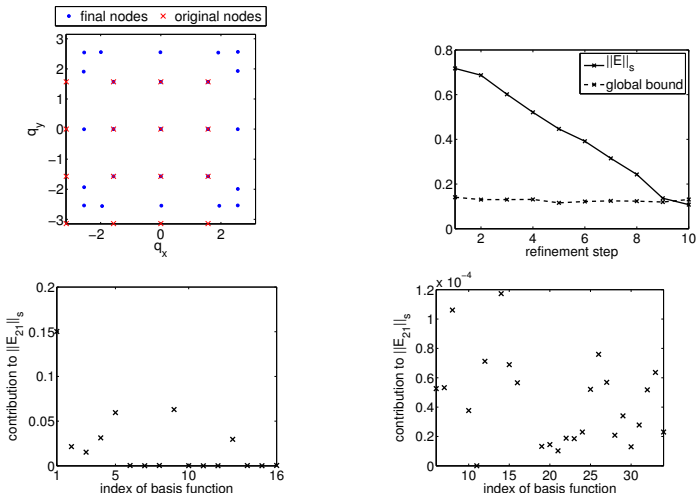 final nodes original nodes
3
2
1
0
−1
−2
−3
q_y
−2 0 2
q_x
0.8
0.6
0.4
0.2
0
||E||_s
global bound
2 4 6 8 10
refinement step
0.2
0.15
0.1
0.05
0
contribution to ||E_21||_s
1 5 10 16
index of basis function
x 10^-4
1.2
1
0.8
0.6
0.4
0.2
0
contribution to ||E_21||_s
10 15 20 25 30
index of basis function